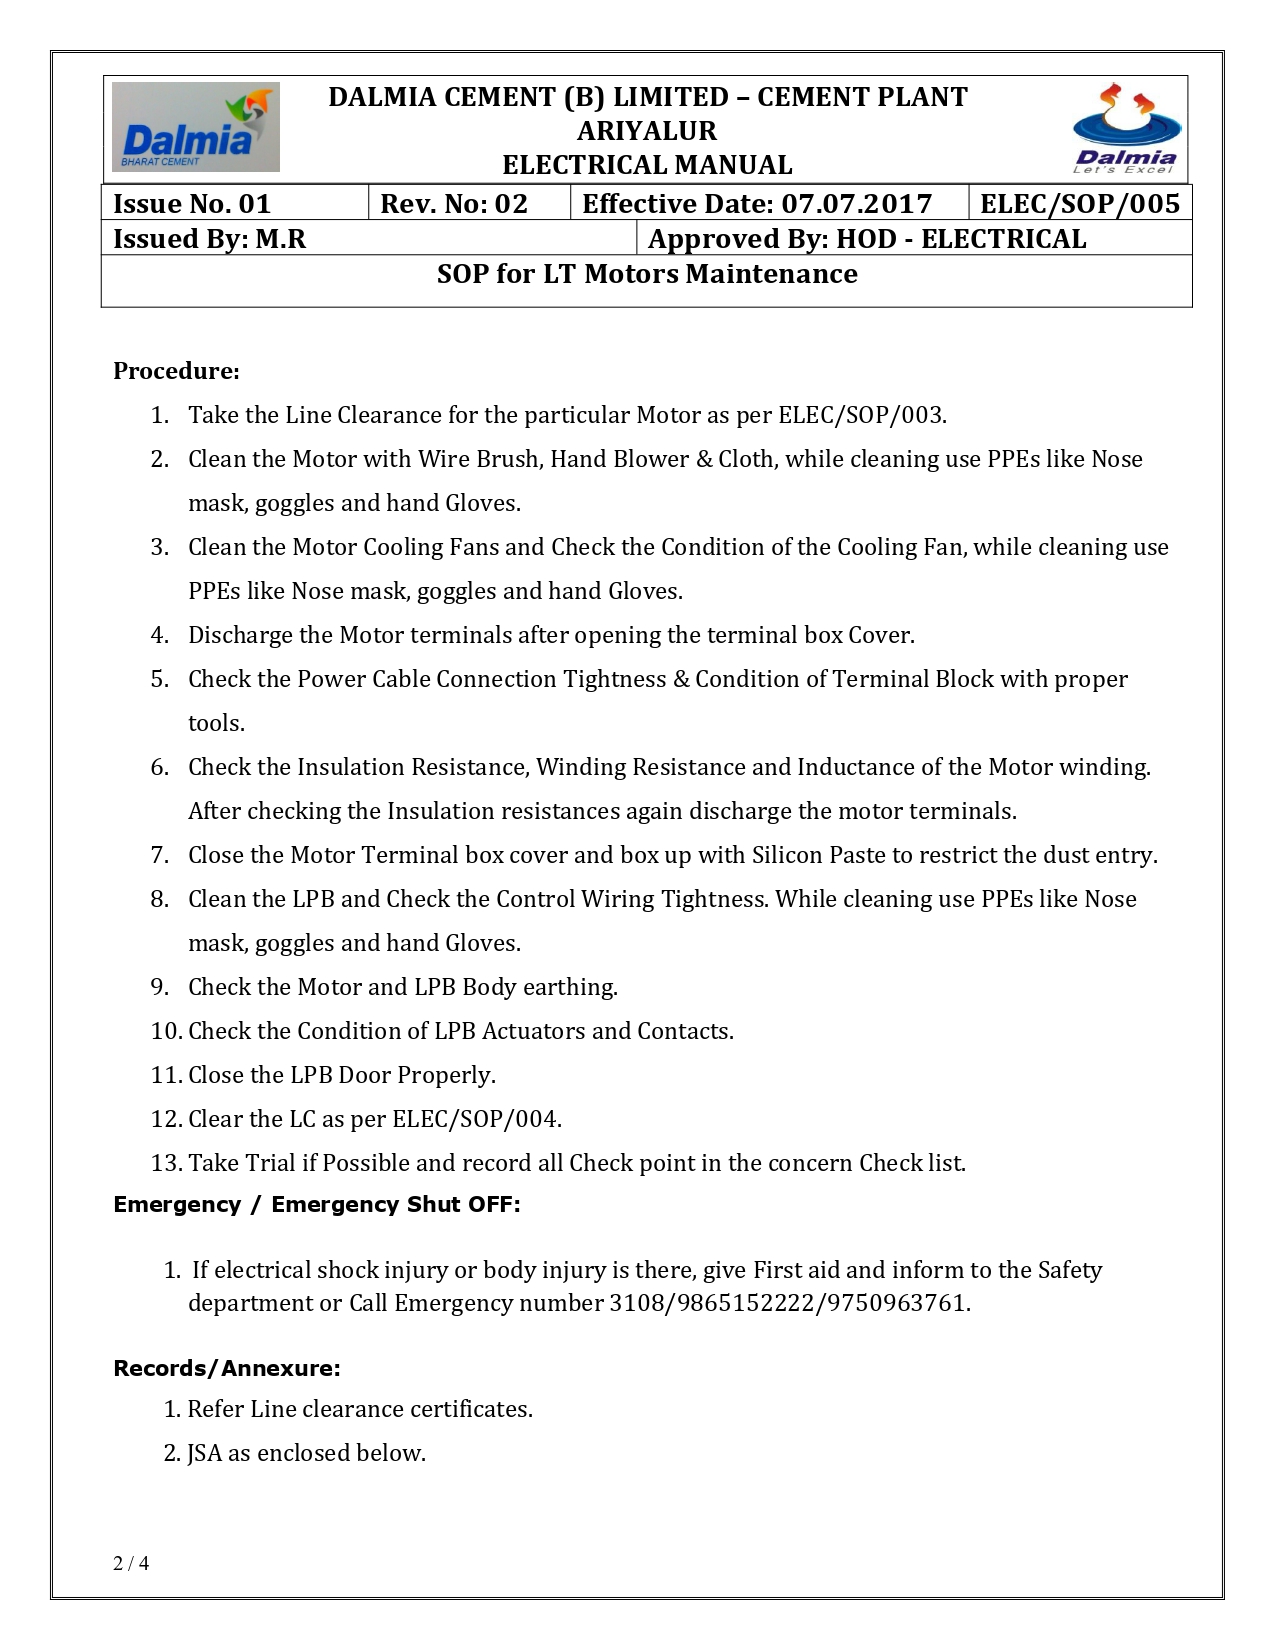 Dalmia
BHARAT CEMENT
DALMIA CEMENT (B) LIMITED – CEMENT PLANT
ARIYALUR
ELECTRICAL MANUAL
Dalmia
Let's Excel
Issue No. 01 Rev. No: 02 Effective Date: 07.07.2017 ELEC/SOP/005
Issued By: M.R Approved By: HOD - ELECTRICAL
SOP for LT Motors Maintenance
Procedure:
1. Take the Line Clearance for the particular Motor as per ELEC/SOP/003.
2. Clean the Motor with Wire Brush, Hand Blower & Cloth, while cleaning use PPEs like Nose
mask, goggles and hand Gloves.
3. Clean the Motor Cooling Fans and Check the Condition of the Cooling Fan, while cleaning use
PPEs like Nose mask, goggles and hand Gloves.
4. Discharge the Motor terminals after opening the terminal box Cover.
5. Check the Power Cable Connection Tightness & Condition of Terminal Block with proper
tools.
6. Check the Insulation Resistance, Winding Resistance and Inductance of the Motor winding.
After checking the Insulation resistances again discharge the motor terminals.
7. Close the Motor Terminal box cover and box up with Silicon Paste to restrict the dust entry.
8. Clean the LPB and Check the Control Wiring Tightness. While cleaning use PPEs like Nose
mask, goggles and hand Gloves.
9. Check the Motor and LPB Body earthing.
10. Check the Condition of LPB Actuators and Contacts.
11. Close the LPB Door Properly.
12. Clear the LC as per ELEC/SOP/004.
13. Take Trial if Possible and record all Check point in the concern Check list.
Emergency / Emergency Shut OFF:
1. If electrical shock injury or body injury is there, give First aid and inform to the Safety
department or Call Emergency number 3108/9865152222/9750963761.
Records/Annexure:
1. Refer Line clearance certificates.
2. JSA as enclosed below.
2 / 4